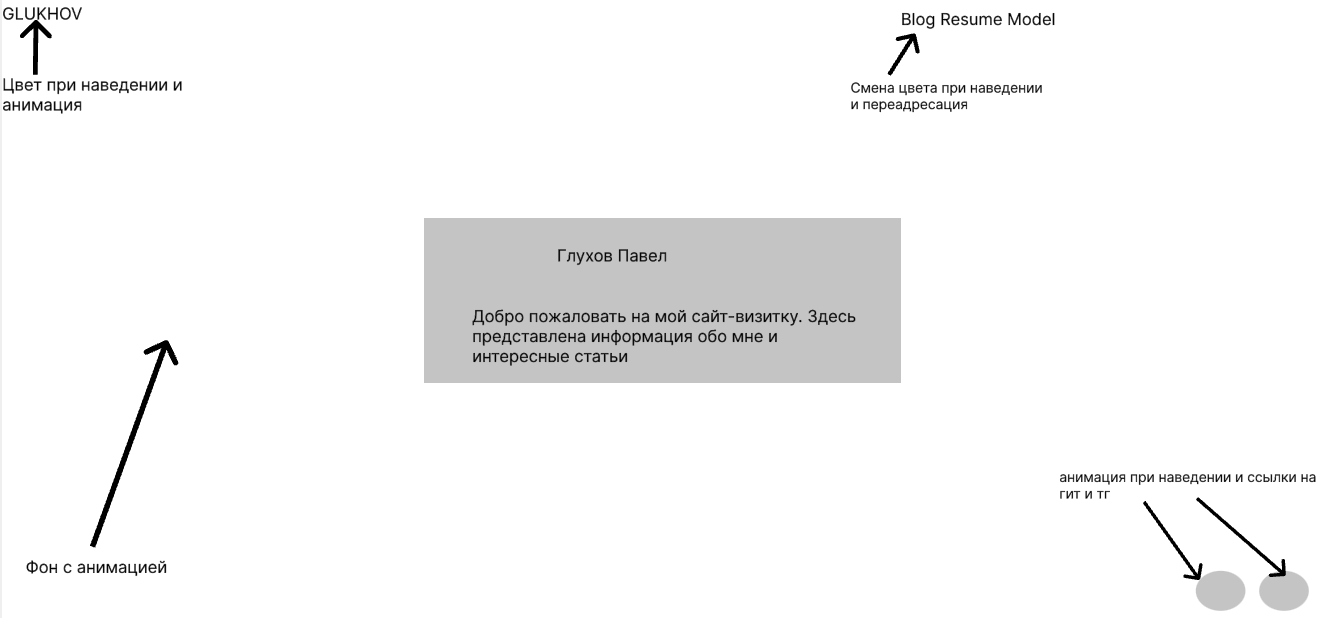 GLUKHOV
Blog Resume Model
Цвет при наведении и
анимация
Смена цвета при наведении
и переадресация
Глухов Павел
Добро пожаловать на мой сайт-визитку. Здесь
представлена информация обо мне и
интересные статьи
анимация при наведении и ссылки на
гит и тг
Фон с анимацией